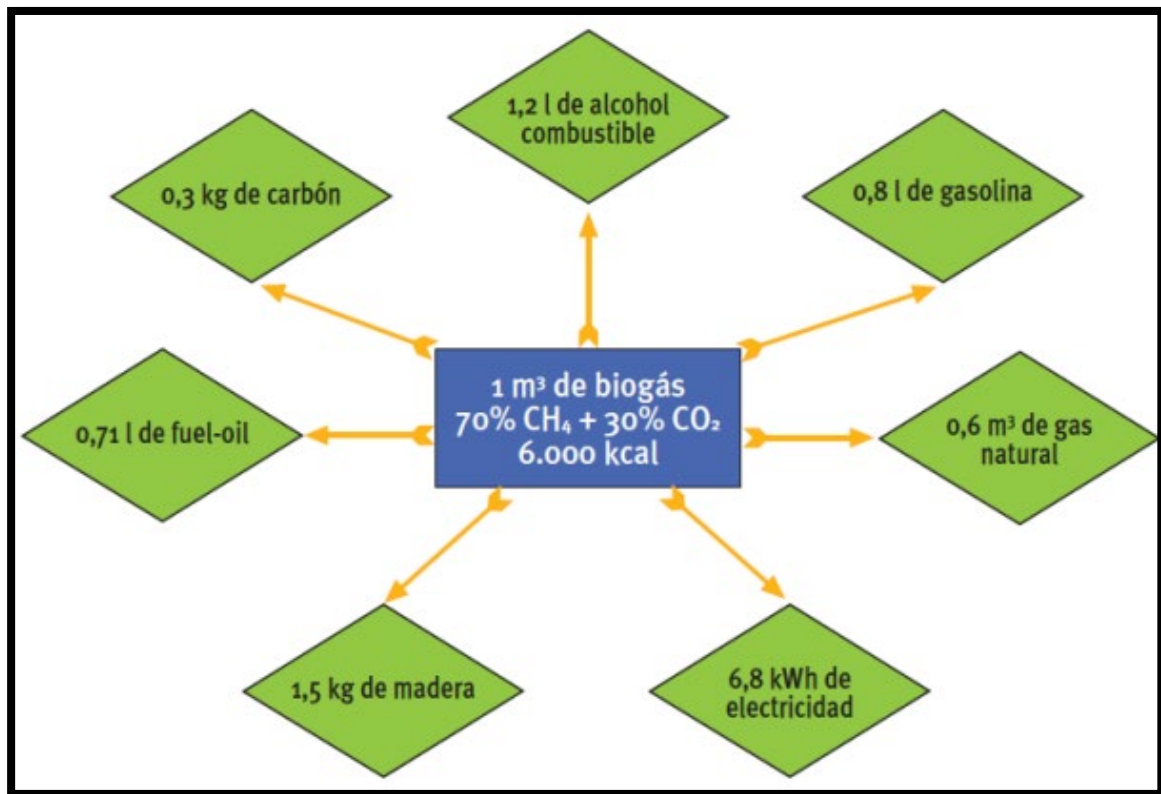 1,2 l de alcohol
combustible
0,3 kg de carbón
0,8 l de gasolina
1 m³ de biogás
70% CH₄ + 30% CO₂
6.000 kcal
0,71 l de fuel-oil
0,6 m³ de gas
natural
1,5 kg de madera
6,8 kWh de
electricidad